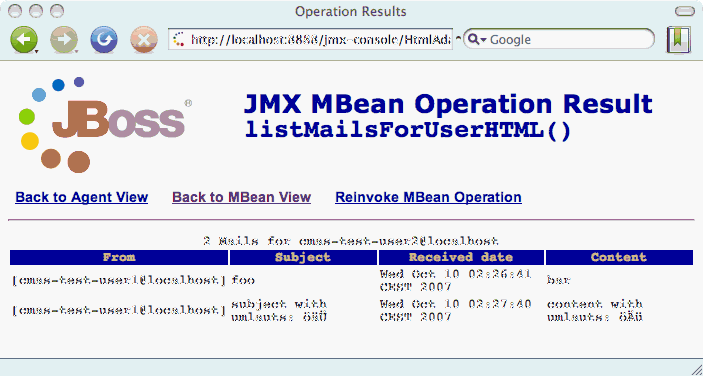 Operation Results
http://localhost:8888/jmx-console/HtmlAda
Google
JBoss®
JMX MBean Operation Result
listMailsForUserHTML()
Back to Agent View Back to MBean View Reinvoke MBean Operation
2 Mails for cmss-test-user2@localhost
From Subject Received date Content
[cmss-test-user1@localhost] foo Wed Oct 10 02:26:41 bar
CEST 2007
[cmss-test-user1@localhost] subject with Wed Oct 10 02:27:40 content with
umlauts: CEST 2007 umlauts: